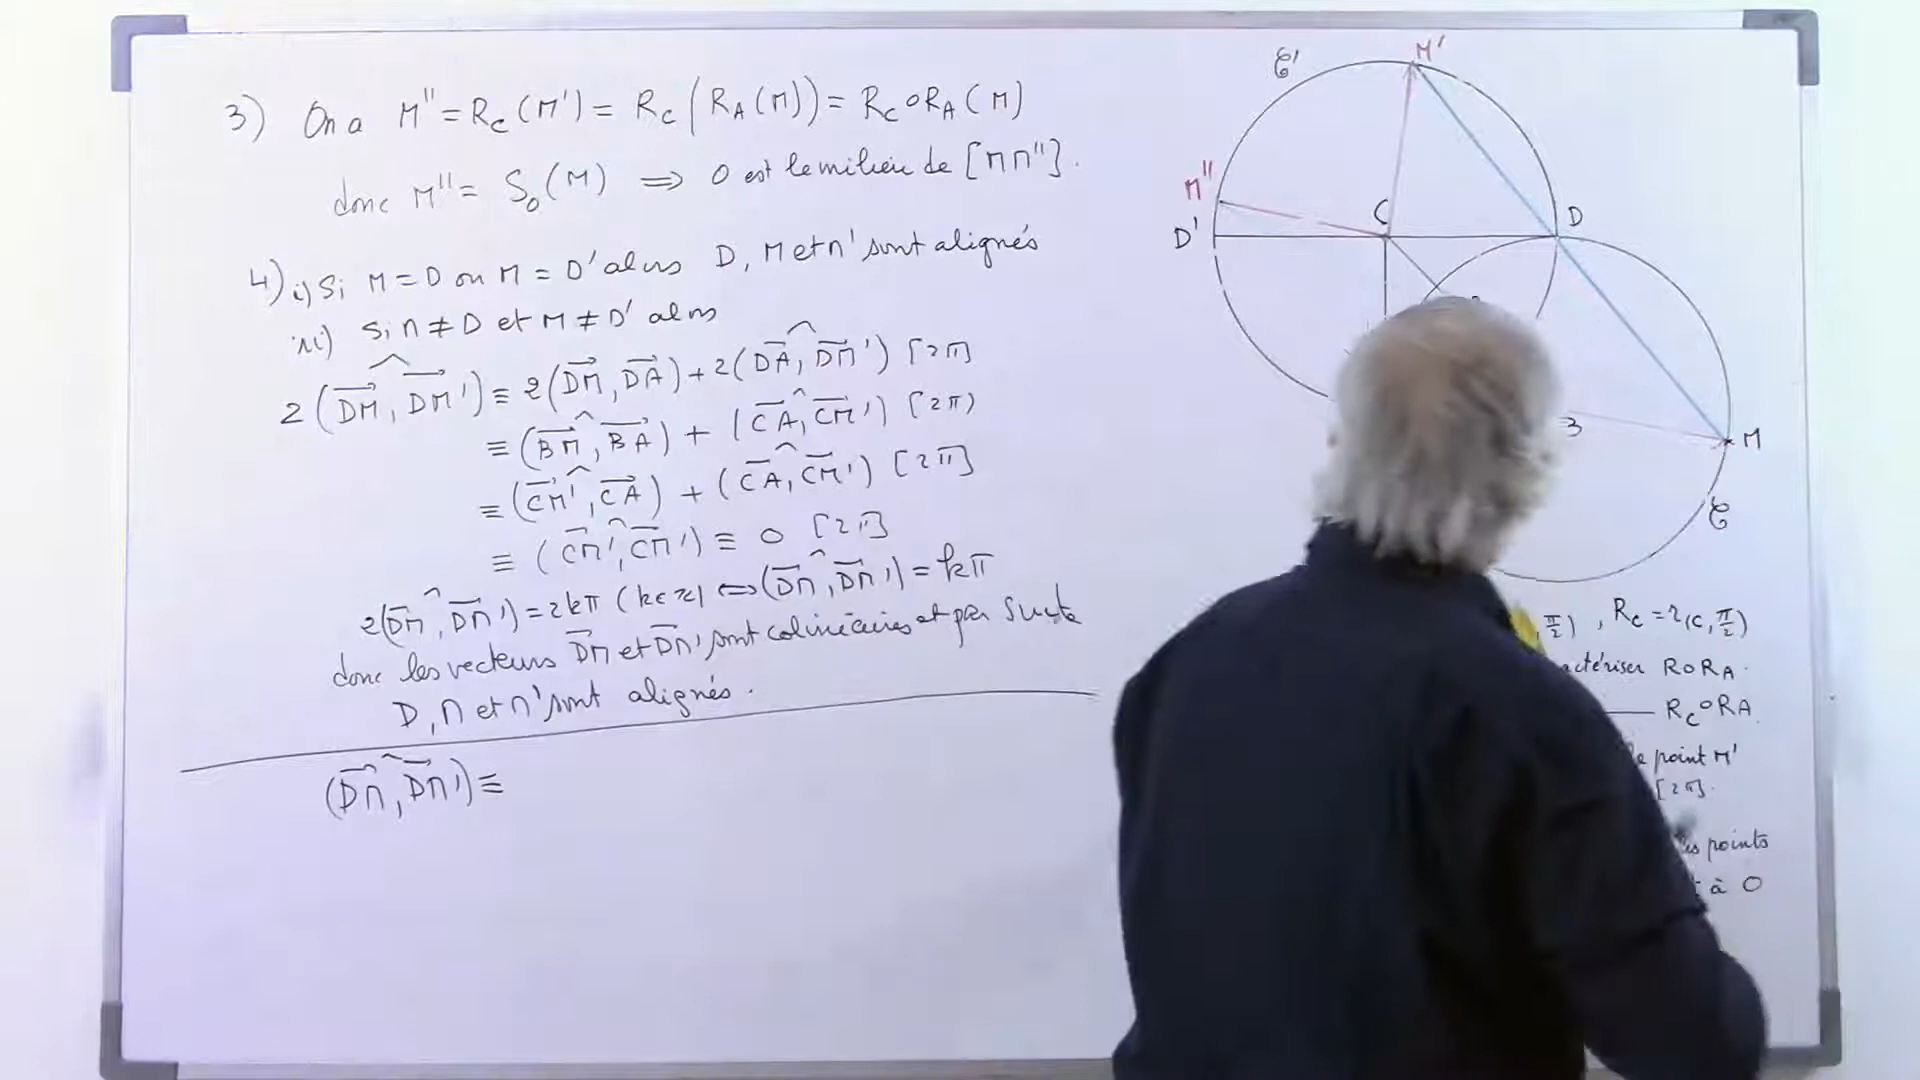 3) On a M'' = R_C (M') = R_C (R_A (M)) = R_C o R_A (M)
donc M'' = S_O (M) ⟹ O est le milieu de [MM''].
4) i) Si M = D ou M = D' alors D, M et M' sont alignés
ii) Si M ≠ D et M ≠ D' alors
2 (DM, DM') ≡ 2 (DM, DA) + 2 (DA, DM') [2π]
≡ (BM, BA) + (CA, CM') [2π]
≡ (CM', CA) + (CA, CM') [2π]
≡ (CM', CM') ≡ 0 [2π]
2(DM, DM') = 2kπ (k∈Z) ⟺ (DM, DM') = kπ
donc les vecteurs DM et DM' sont colinéaires et par suite
D, M et M' sont alignés.
(DM, DM') ≡
𝒞'
M'
M''
D'
C
D
M
𝒞
, π/2) , R_C = r(C, π/2)
actériser R o R_A.
R_C o R_A.
e point M'
[2π].
points
à O